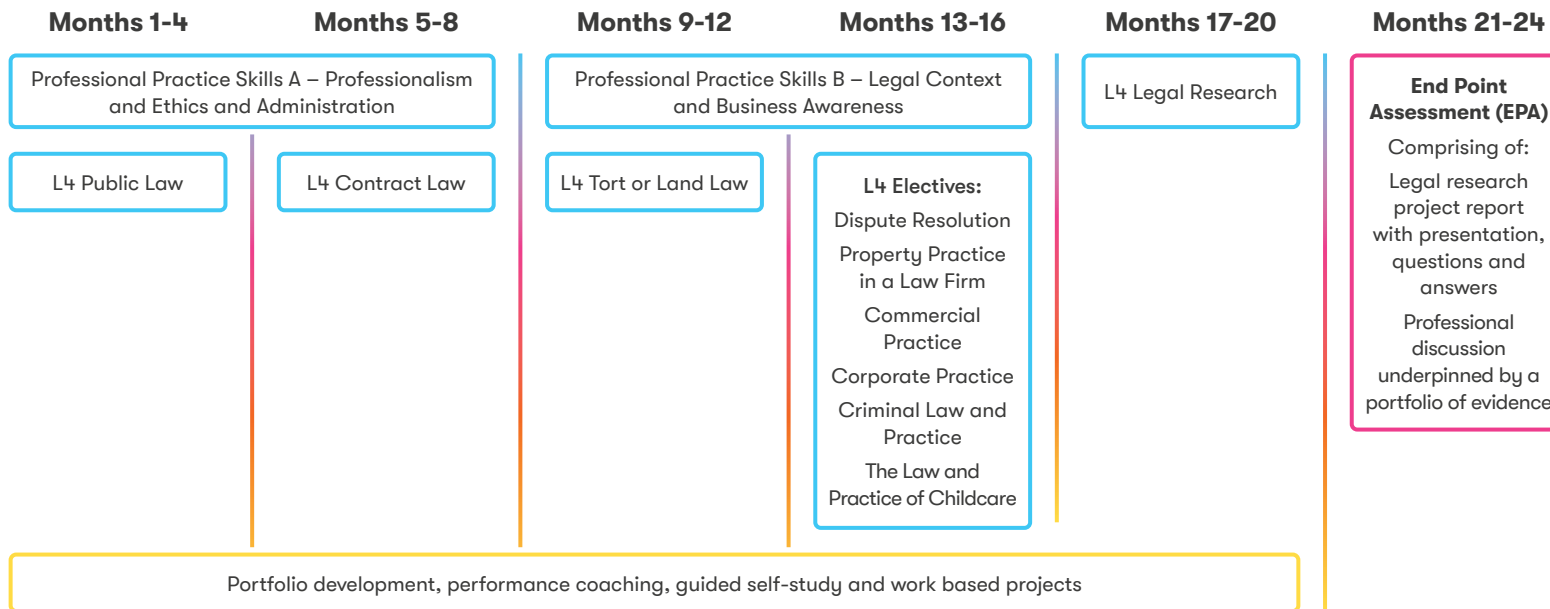 Months 1-4
Months 5-8
Months 9-12
Months 13-16
Months 17-20
Months 21-24
Professional Practice Skills A – Professionalism
and Ethics and Administration
Professional Practice Skills B – Legal Context
and Business Awareness
L4 Legal Research
End Point
Assessment (EPA)
Comprising of:
Legal research
project report
with presentation,
questions and
answers
Professional
discussion
underpinned by a
portfolio of evidence
L4 Public Law
L4 Contract Law
L4 Tort or Land Law
L4 Electives:
Dispute Resolution
Property Practice
in a Law Firm
Commercial
Practice
Corporate Practice
Criminal Law and
Practice
The Law and
Practice of Childcare
Portfolio development, performance coaching, guided self-study and work based projects